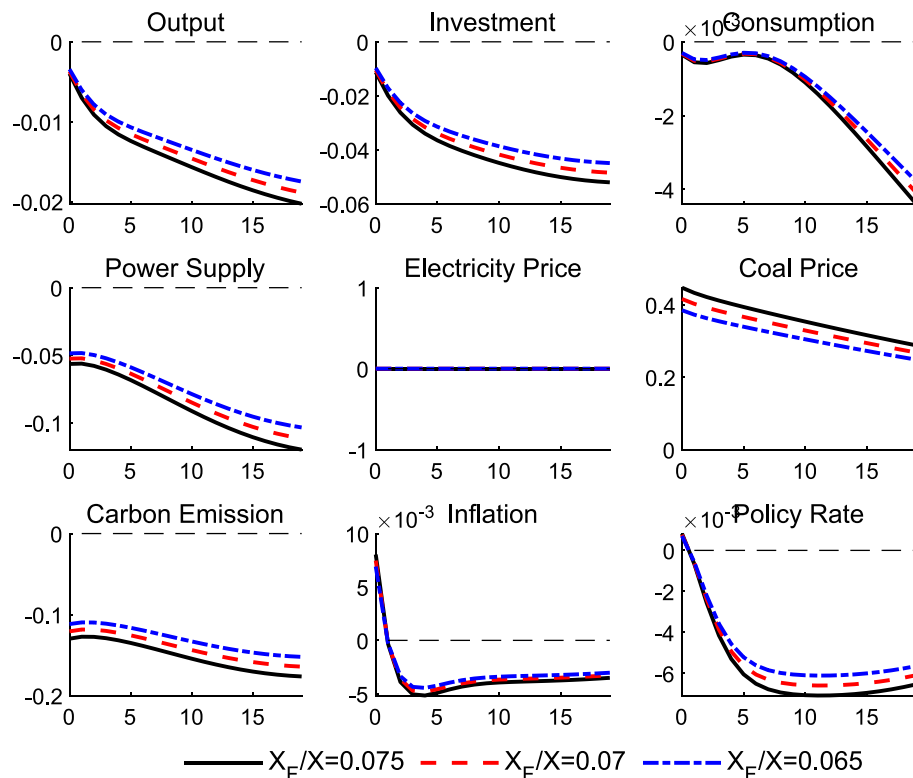 Output
Investment
×10⁻³
Consumption
0
-0.01
-0.02
0 5 10 15
0
-0.02
-0.04
-0.06
0 5 10 15
0
-2
-4
0 5 10 15
Power Supply
Electricity Price
Coal Price
0
-0.05
-0.1
0 5 10 15
1
0
-1
0 5 10 15
0.4
0.2
0
0 5 10 15
Carbon Emission
×10⁻³
Inflation
×10⁻³
Policy Rate
0
-0.1
-0.2
0 5 10 15
10
5
0
-5
0 5 10 15
0
-2
-4
-6
0 5 10 15
X_E/X=0.075 X_E/X=0.07 X_E/X=0.065